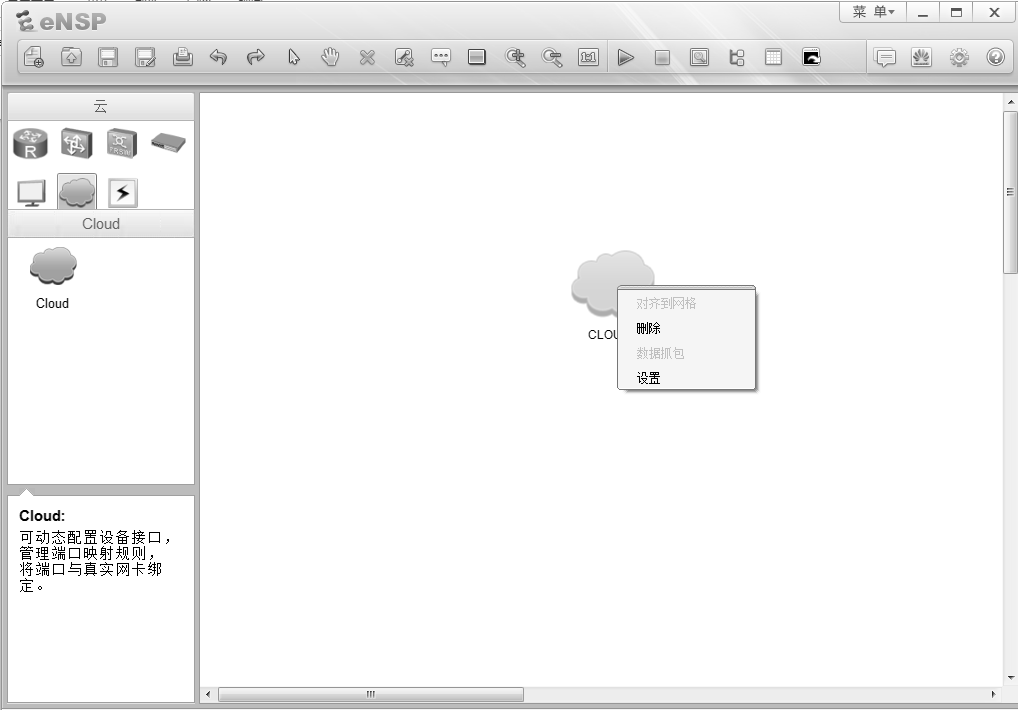 eNSP
菜 单
1:1
云
R
Cloud
Cloud
CLOU
对齐到网格
删除
数据抓包
设置
Cloud:
可动态配置设备接口，
管理端口映射规则，
将端口与真实网卡绑
定。